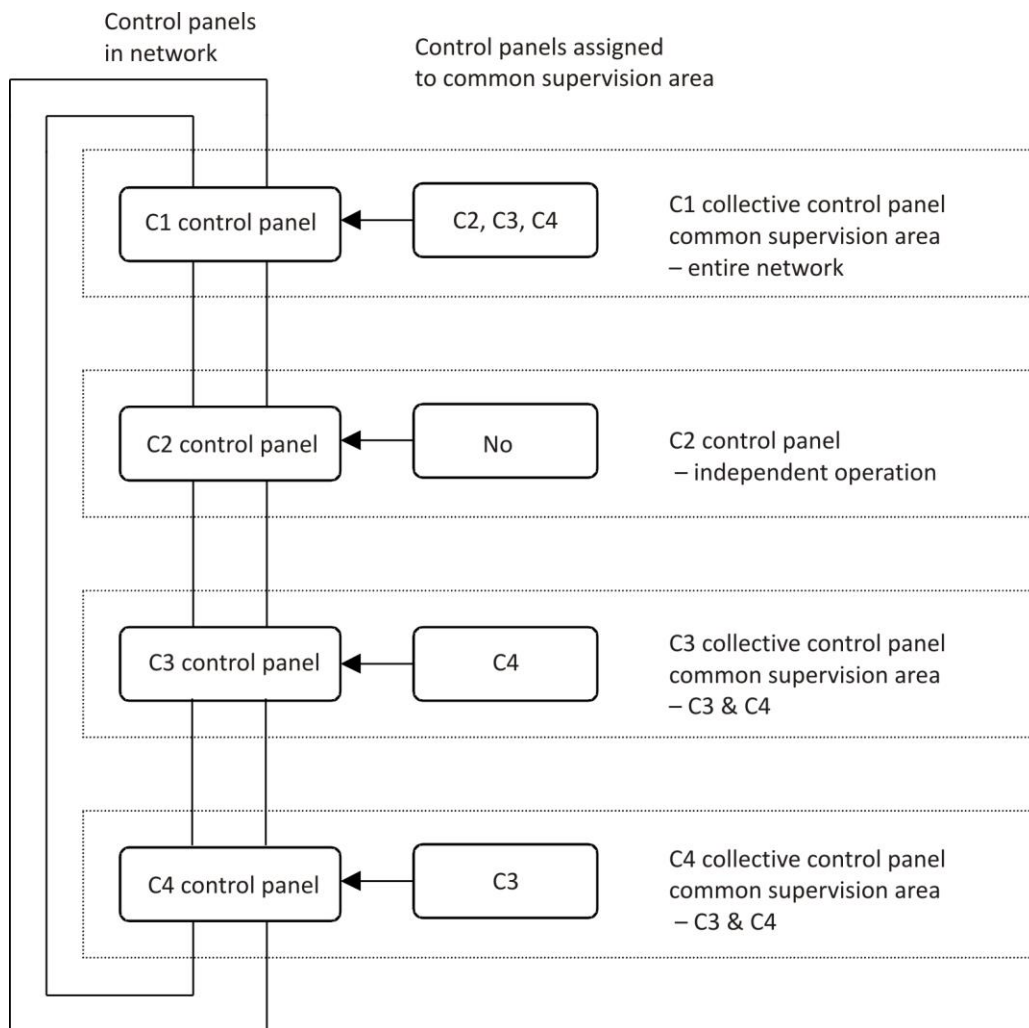 Control panels
in network
Control panels assigned
to common supervision area
C1 control panel
C2, C3, C4
C1 collective control panel
common supervision area
– entire network
C2 control panel
No
C2 control panel
– independent operation
C3 control panel
C4
C3 collective control panel
common supervision area
– C3 & C4
C4 control panel
C3
C4 collective control panel
common supervision area
– C3 & C4